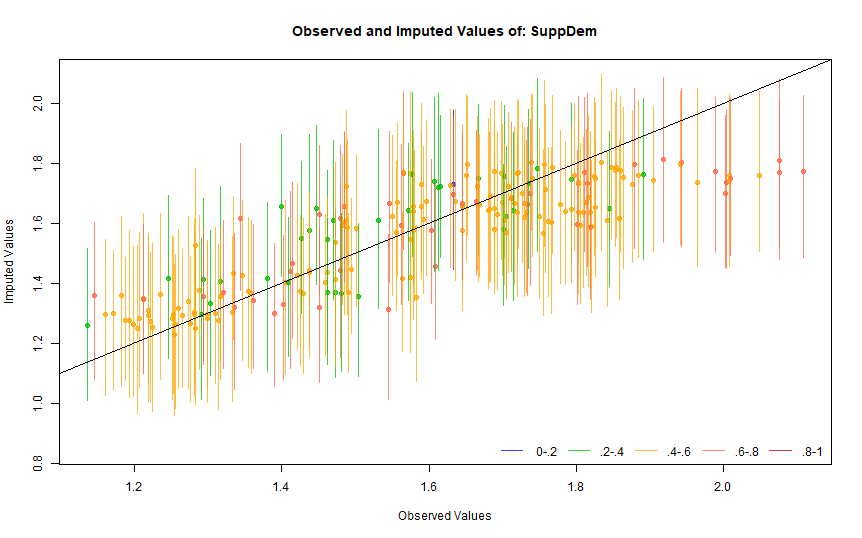 Observed and Imputed Values of: SuppDem
Imputed Values
2.0
1.8
1.6
1.4
1.2
1.0
0.8
0-.2 .2-.4 .4-.6 .6-.8 .8-1
1.2 1.4 1.6 1.8 2.0
Observed Values